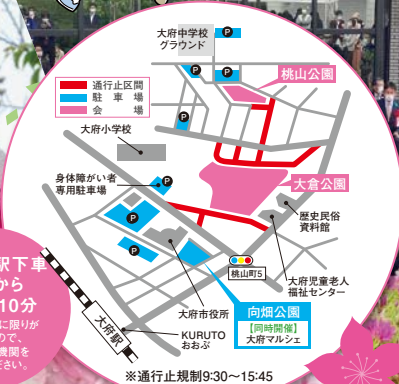 大府中学校
グラウンド
P
P
P
P
桃山公園
通行止区間
駐車場
会場
大府小学校
身体障がい者
専用駐車場
P
P
P
大倉公園
歴史民俗
資料館
桃山町5
大府児童老人
福祉センター
大府市役所
向畑公園
【同時開催】
大府マルシェ
駅下車
から
10分
に限りが
ので、
機関を
ださい。
大府駅
KURUTO
おおぶ
※通行止規制9:30〜15:45